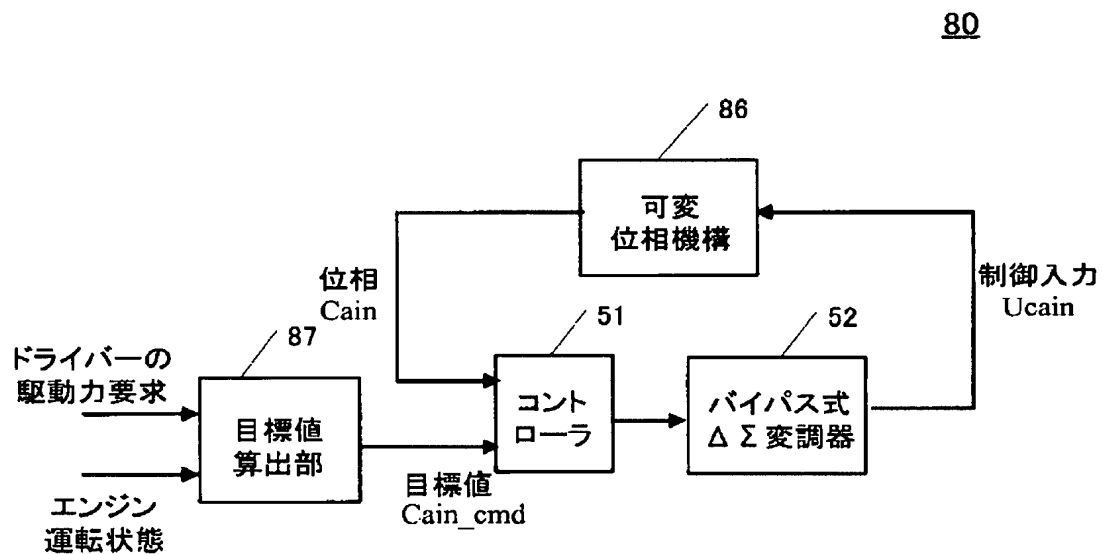 80
86
可変
位相機構
位相
Cain
制御入力
Ucain
87
51
52
ドライバーの
駆動力要求
目標値
算出部
コント
ローラ
バイパス式
ΔΣ変調器
目標値
Cain_cmd
エンジン
運転状態